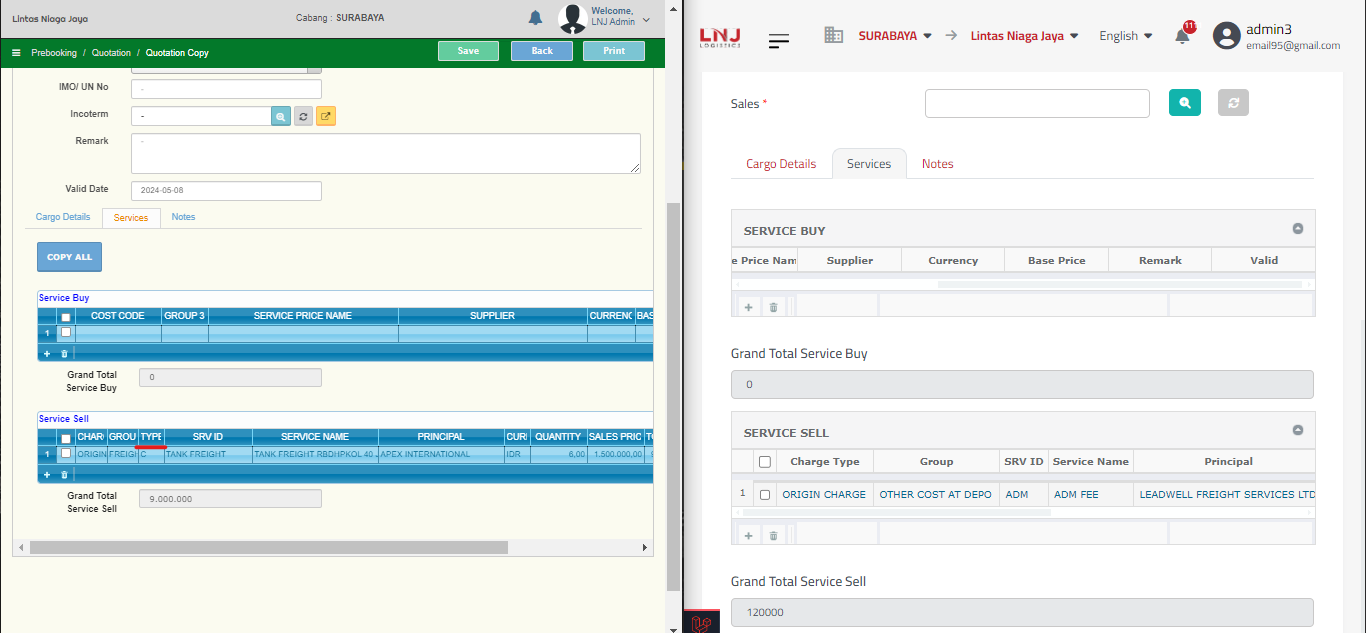 Lintas Niaga Jaya
Cabang : SURABAYA
Welcome,
LNJ Admin
Prebooking / Quotation / Quotation Copy
Save
Back
Print
IMO/ UN No
-
Incoterm
-
Remark
-
Valid Date
2024-05-08
Cargo Details
Services
Notes
COPY ALL
Service Buy
COST CODE GROUP 3 SERVICE PRICE NAME SUPPLIER CURRENC BAS
1
Grand Total
Service Buy
0
Service Sell
CHAR GROU TYPE SRV ID SERVICE NAME PRINCIPAL CURI QUANTITY SALES PRIC
1 ORIGIN FREIGH C TANK FREIGHT TANK FREIGHT RBDHPKOL 40 APEX INTERNATIONAL IDR 6,00 1.500.000,00
Grand Total
Service Sell
9.000.000
LNJ
LOGISTICS
SURABAYA
Lintas Niaga Jaya
English
111
admin3
email95@gmail.com
Sales *
Cargo Details
Services
Notes
SERVICE BUY
e Price Nam Supplier Currency Base Price Remark Valid
Grand Total Service Buy
0
SERVICE SELL
Charge Type Group SRV ID Service Name Principal
1 ORIGIN CHARGE OTHER COST AT DEPO ADM ADM FEE LEADWELL FREIGHT SERVICES LTD
Grand Total Service Sell
120000